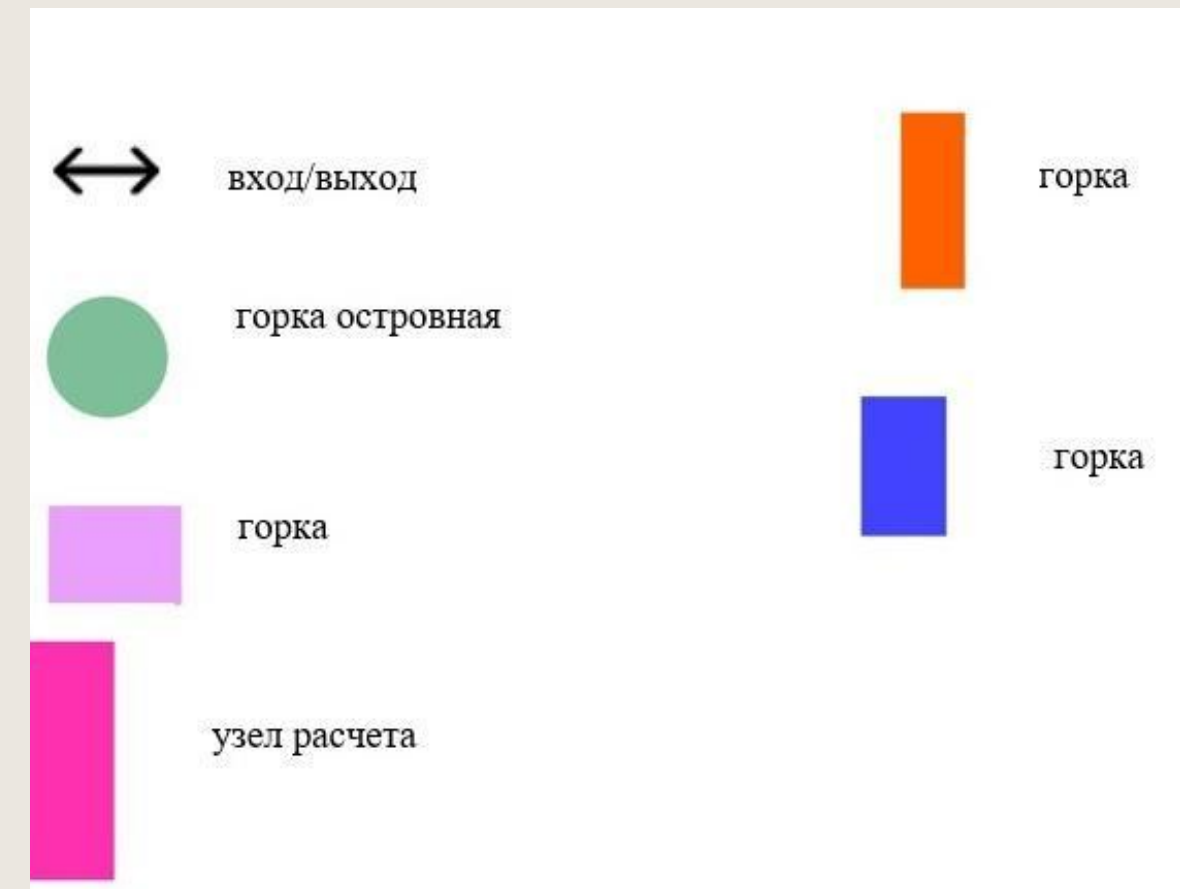 вход/выход
горка островная
горка
узел расчета
горка
горка